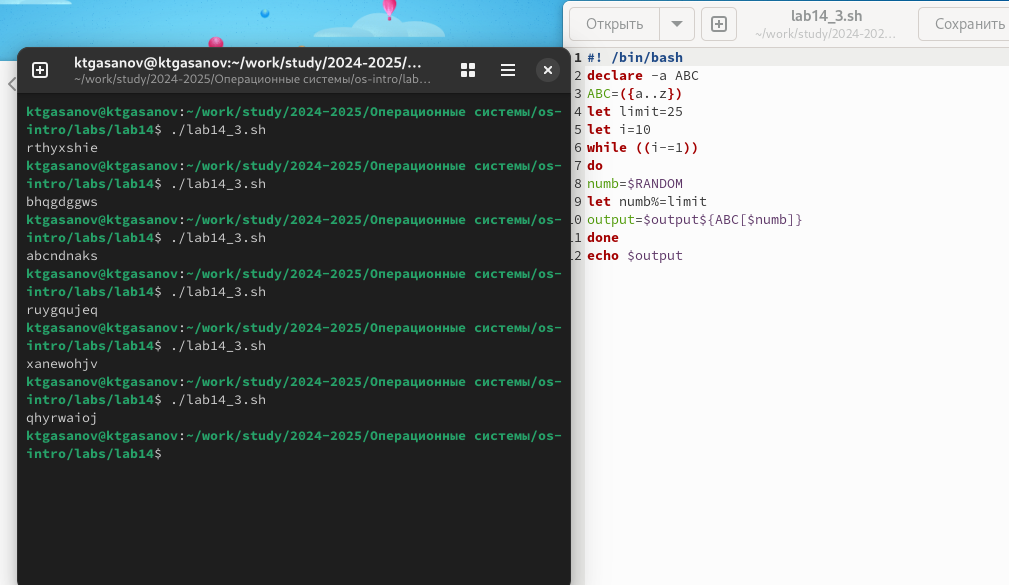 ktgasanov@ktgasanov:~/work/study/2024-2025/...
~/work/study/2024-2025/Операционные системы/os-intro/lab...
ktgasanov@ktgasanov:~/work/study/2024-2025/Операционные системы/os-
intro/labs/lab14$ ./lab14_3.sh
rthyxshie
ktgasanov@ktgasanov:~/work/study/2024-2025/Операционные системы/os-
intro/labs/lab14$ ./lab14_3.sh
bhqgdggws
ktgasanov@ktgasanov:~/work/study/2024-2025/Операционные системы/os-
intro/labs/lab14$ ./lab14_3.sh
abcndnaks
ktgasanov@ktgasanov:~/work/study/2024-2025/Операционные системы/os-
intro/labs/lab14$ ./lab14_3.sh
ruygqujeq
ktgasanov@ktgasanov:~/work/study/2024-2025/Операционные системы/os-
intro/labs/lab14$ ./lab14_3.sh
xanewohjv
ktgasanov@ktgasanov:~/work/study/2024-2025/Операционные системы/os-
intro/labs/lab14$ ./lab14_3.sh
qhyrwaioj
ktgasanov@ktgasanov:~/work/study/2024-2025/Операционные системы/os-
intro/labs/lab14$
Открыть
lab14_3.sh
~/work/study/2024-202...
Сохранить
1 #! /bin/bash
2 declare -a ABC
3 ABC=({a..z})
4 let limit=25
5 let i=10
6 while ((i-=1))
7 do
8 numb=$RANDOM
9 let numb%=limit
10 output=$output${ABC[$numb]}
11 done
12 echo $output